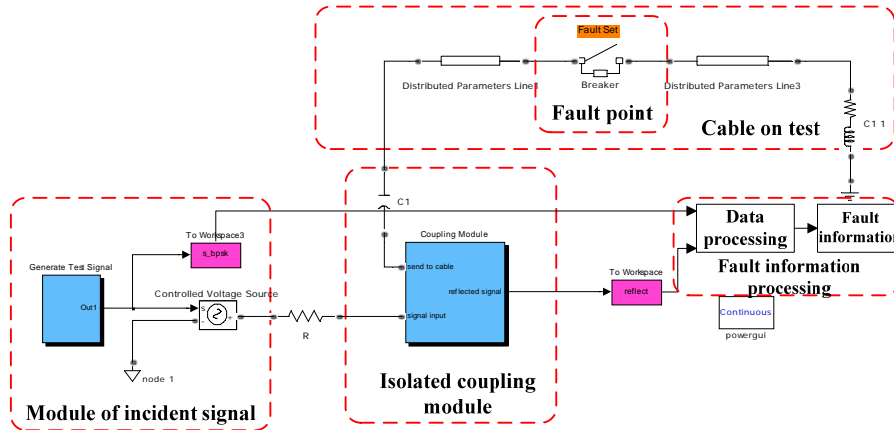 Fault Set
Distributed Parameters Line1
Breaker
Distributed Parameters Line3
Fault point
Cable on test
C1 1
C1
To Workspace3
s_bpsk
Coupling Module
Data
processing
Fault
information
Generate Test Signal
send to cable
To Workspace
Fault information
processing
Out1
Controlled Voltage Source
reflected signal
reflect
s
-
+
signal input
Continuous
R
powergui
node 1
Isolated coupling
module
Module of incident signal